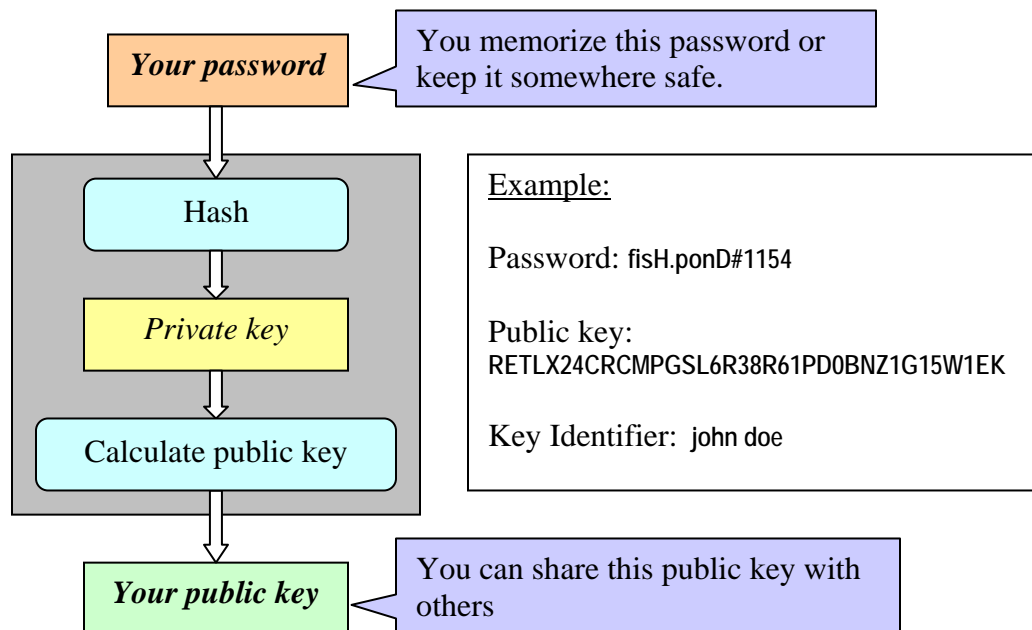 Your password
You memorize this password or
keep it somewhere safe.
Hash
Private key
Calculate public key
Your public key
Example:
Password: fisH.ponD#1154
Public key:
RETLX24CRCMPGSL6R38R61PD0BNZ1G15W1EK
Key Identifier: john doe
You can share this public key with
others